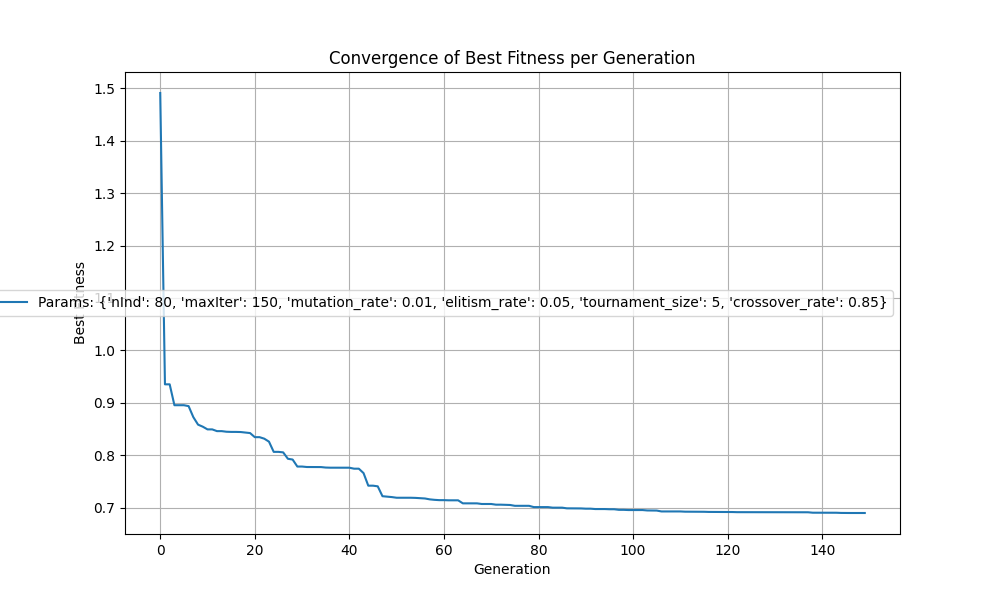 Convergence of Best Fitness per Generation
1.5
1.4
1.3
1.2
Params: {'nInd': 80, 'maxIter': 150, 'mutation_rate': 0.01, 'elitism_rate': 0.05, 'tournament_size': 5, 'crossover_rate': 0.85}
1.0
0.9
0.8
0.7
Best
0 20 40 60 80 100 120 140
Generation